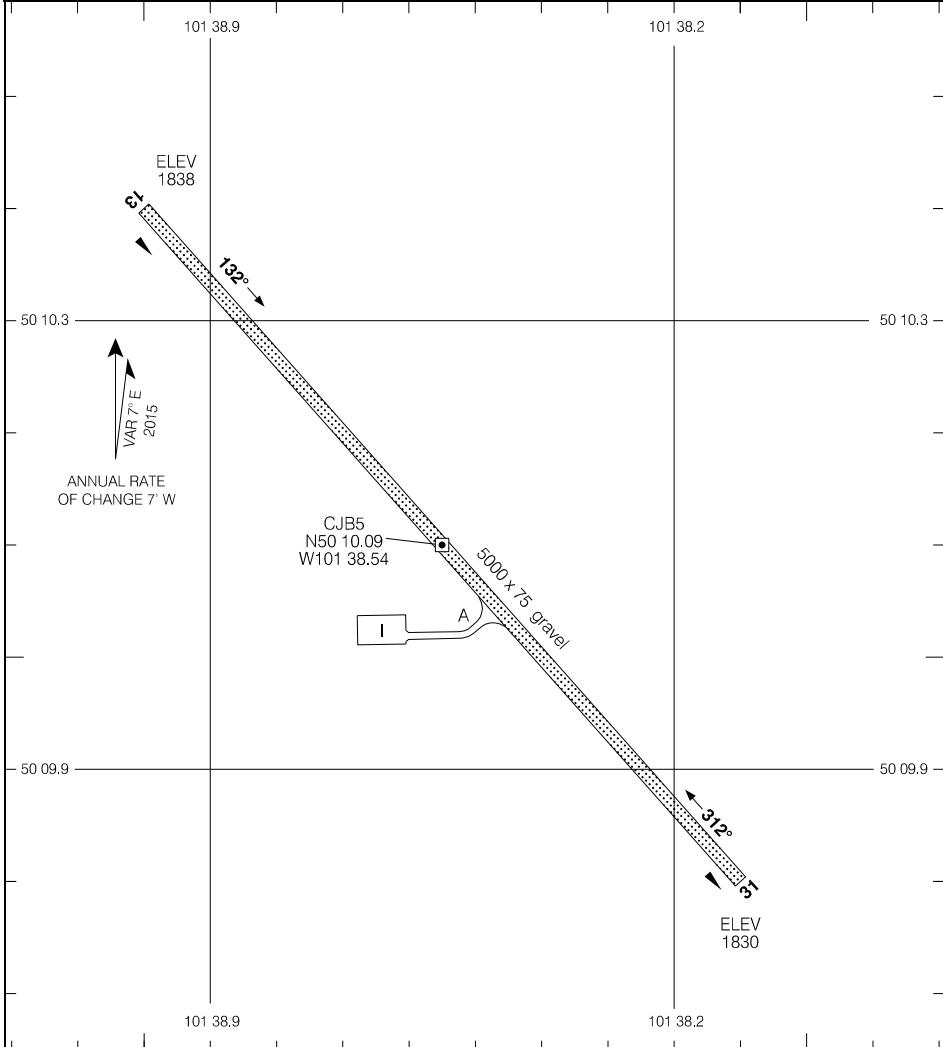 101 38.9
101 38.2
ELEV
1838
13
132°
50 10.3
50 10.3
VAR 7° E
2015
ANNUAL RATE
OF CHANGE 7' W
CJB5
N50 10.09
W101 38.54
5000 x 75 gravel
A
I
50 09.9
50 09.9
312°
31
ELEV
1830
101 38.9
101 38.2